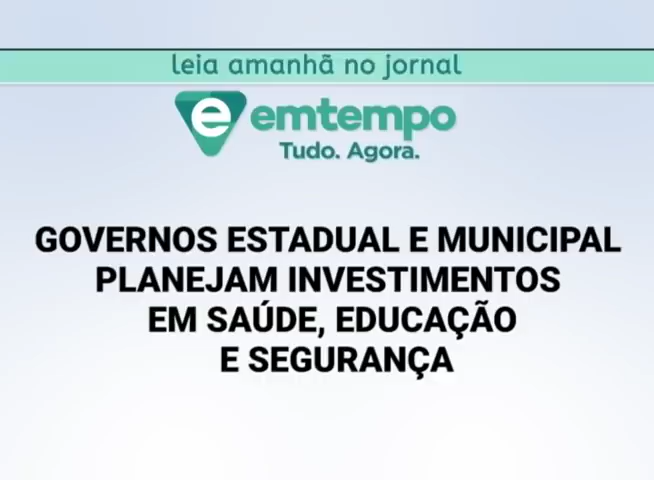 leia amanhã no jornal
e emtempo
Tudo. Agora.
GOVERNOS ESTADUAL E MUNICIPAL
PLANEJAM INVESTIMENTOS
EM SAÚDE, EDUCAÇÃO
E SEGURANÇA